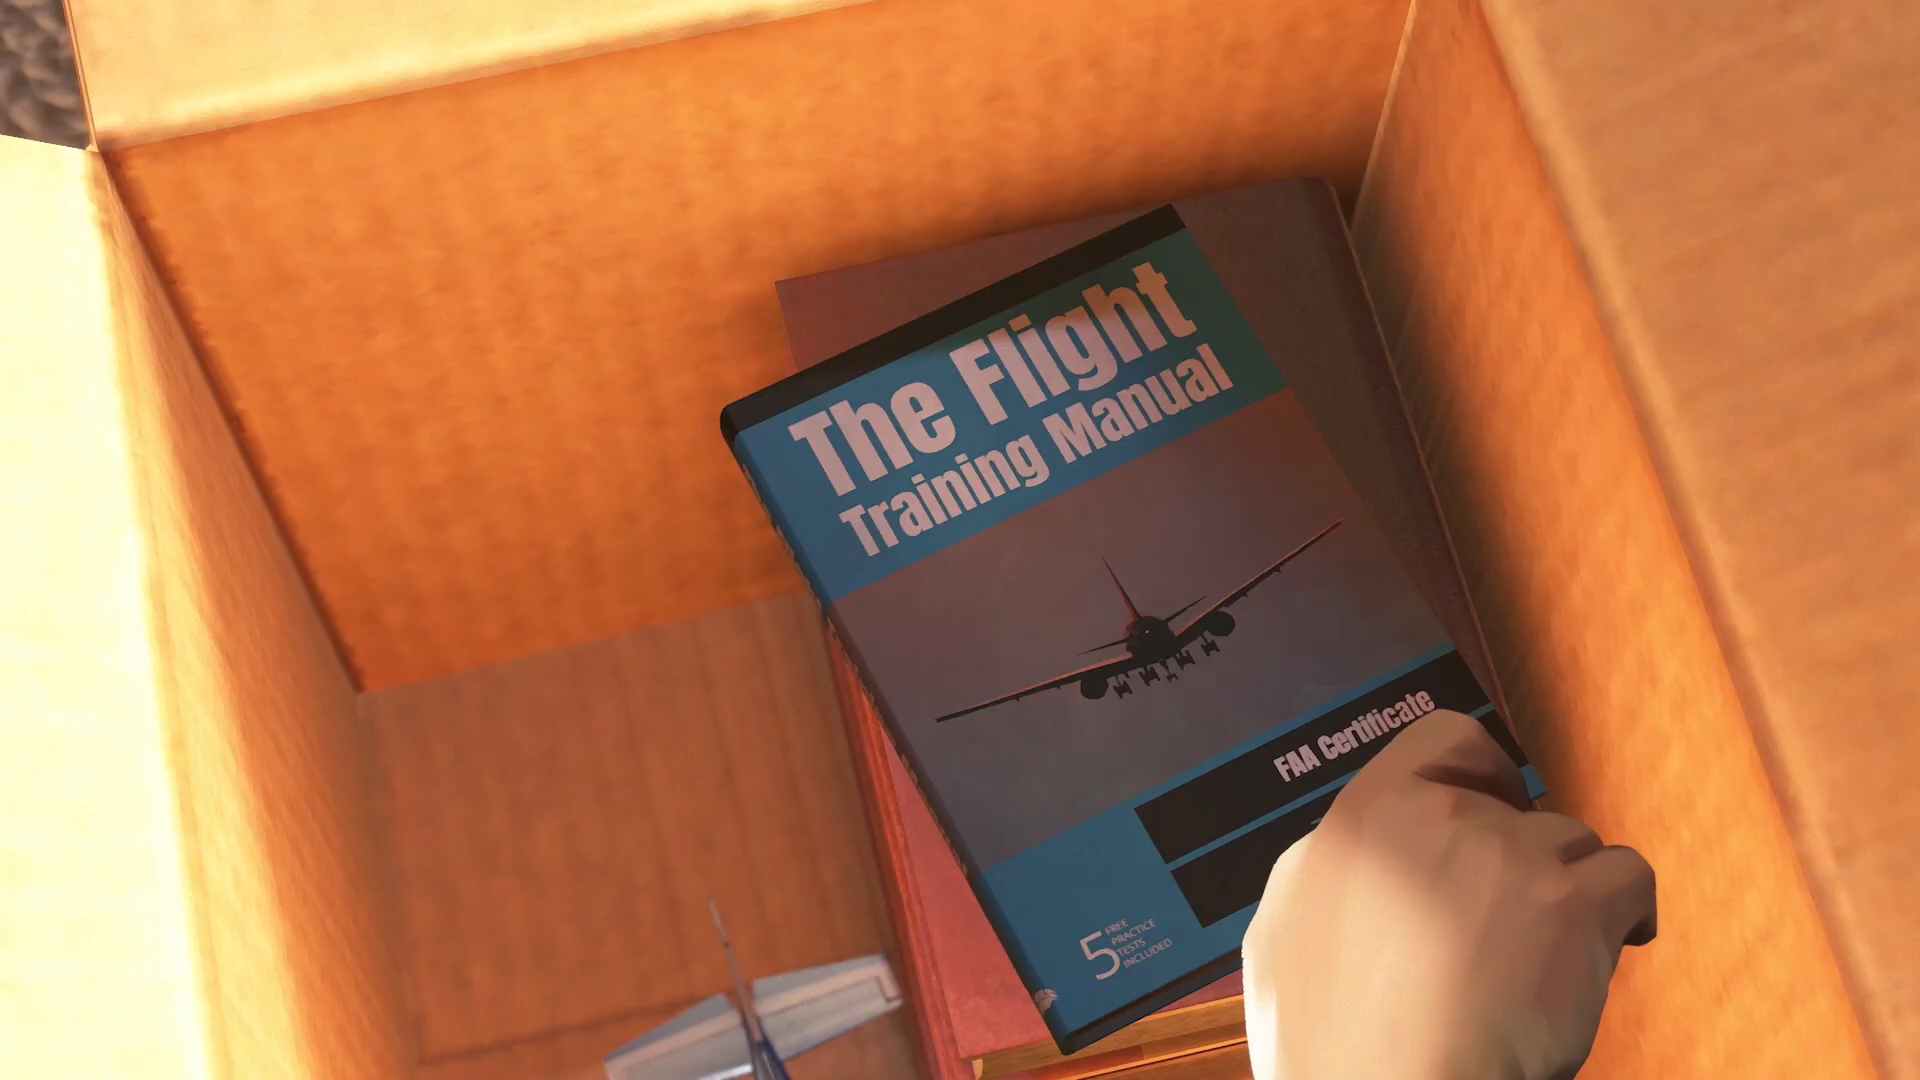 The Flight
Training Manual
FAA Certificate
5 FREE
PRACTICE
TESTS
INCLUDED